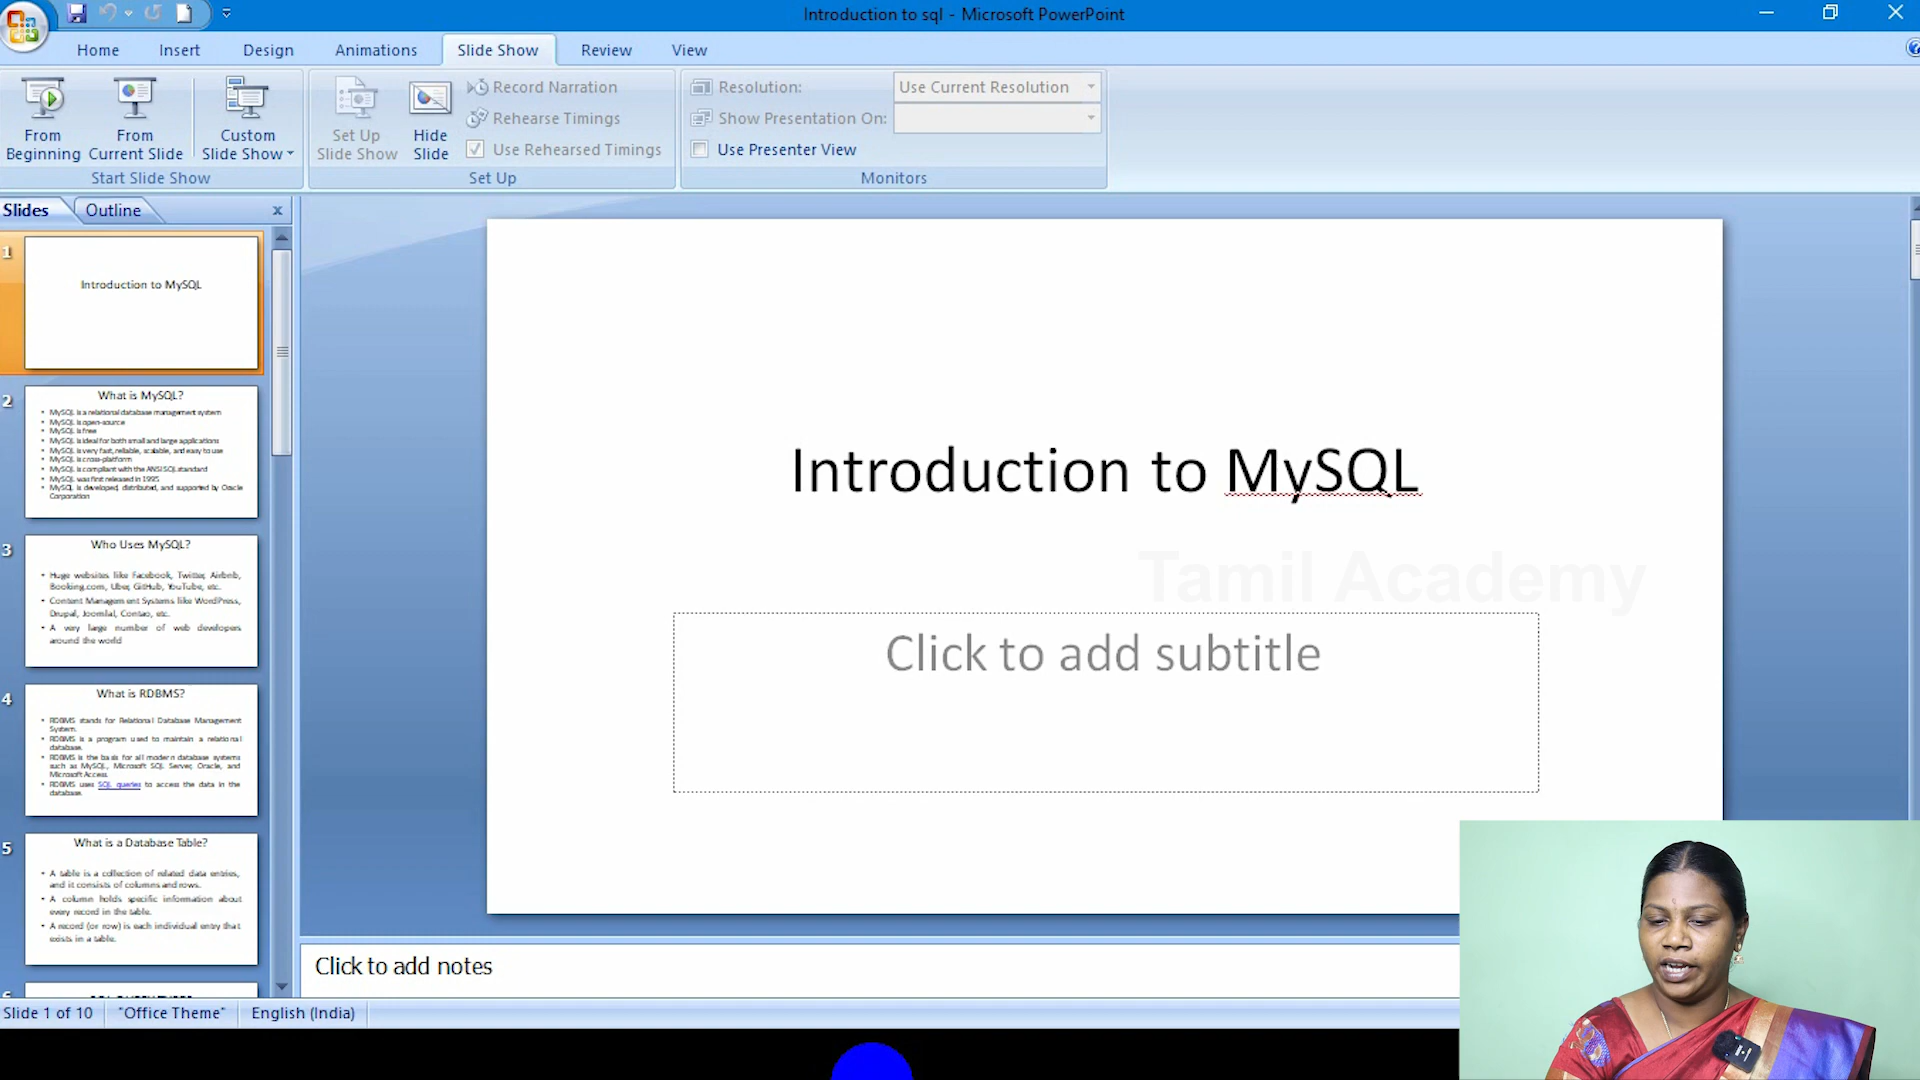 Introduction to sql - Microsoft PowerPoint
Home Insert Design Animations Slide Show Review View
From Beginning
From Current Slide
Custom Slide Show
Start Slide Show
Set Up Slide Show
Hide Slide
Record Narration
Rehearse Timings
Use Rehearsed Timings
Set Up
Resolution: Use Current Resolution
Show Presentation On:
Use Presenter View
Monitors
Slides Outline
1
Introduction to MySQL
2
What is MySQL?
• MySQL is a relational database management system
• MySQL is open-source
• MySQL is free
• MySQL is ideal for both small and large applications
• MySQL is very fast, reliable, scalable, and easy to use
• MySQL is cross-platform
• MySQL is compliant with the ANSI SQL standard
• MySQL was first released in 1995
• MySQL is developed, distributed, and supported by Oracle
Corporation
3
Who Uses MySQL?
• Huge websites like Facebook, Twitter, Airbnb,
Booking.com, Uber, GitHub, YouTube, etc.
• Content Management Systems like WordPress,
Drupal, Joomla!, Contao, etc.
• A very large number of web developers
around the world
4
What is RDBMS?
• RDBMS stands for Relational Database Management
System.
• RDBMS is a program used to maintain a relational
database.
• RDBMS is the basis for all modern database systems
such as MySQL, Microsoft SQL Server, Oracle, and
Microsoft Access.
• RDBMS uses SQL queries to access the data in the
database.
5
What is a Database Table?
• A table is a collection of related data entries,
and it consists of columns and rows.
• A column holds specific information about
every record in the table.
• A record (or row) is each individual entry that
exists in a table.
Introduction to MySQL
Tamil Academy
Click to add subtitle
Click to add notes
Slide 1 of 10 "Office Theme" English (India)